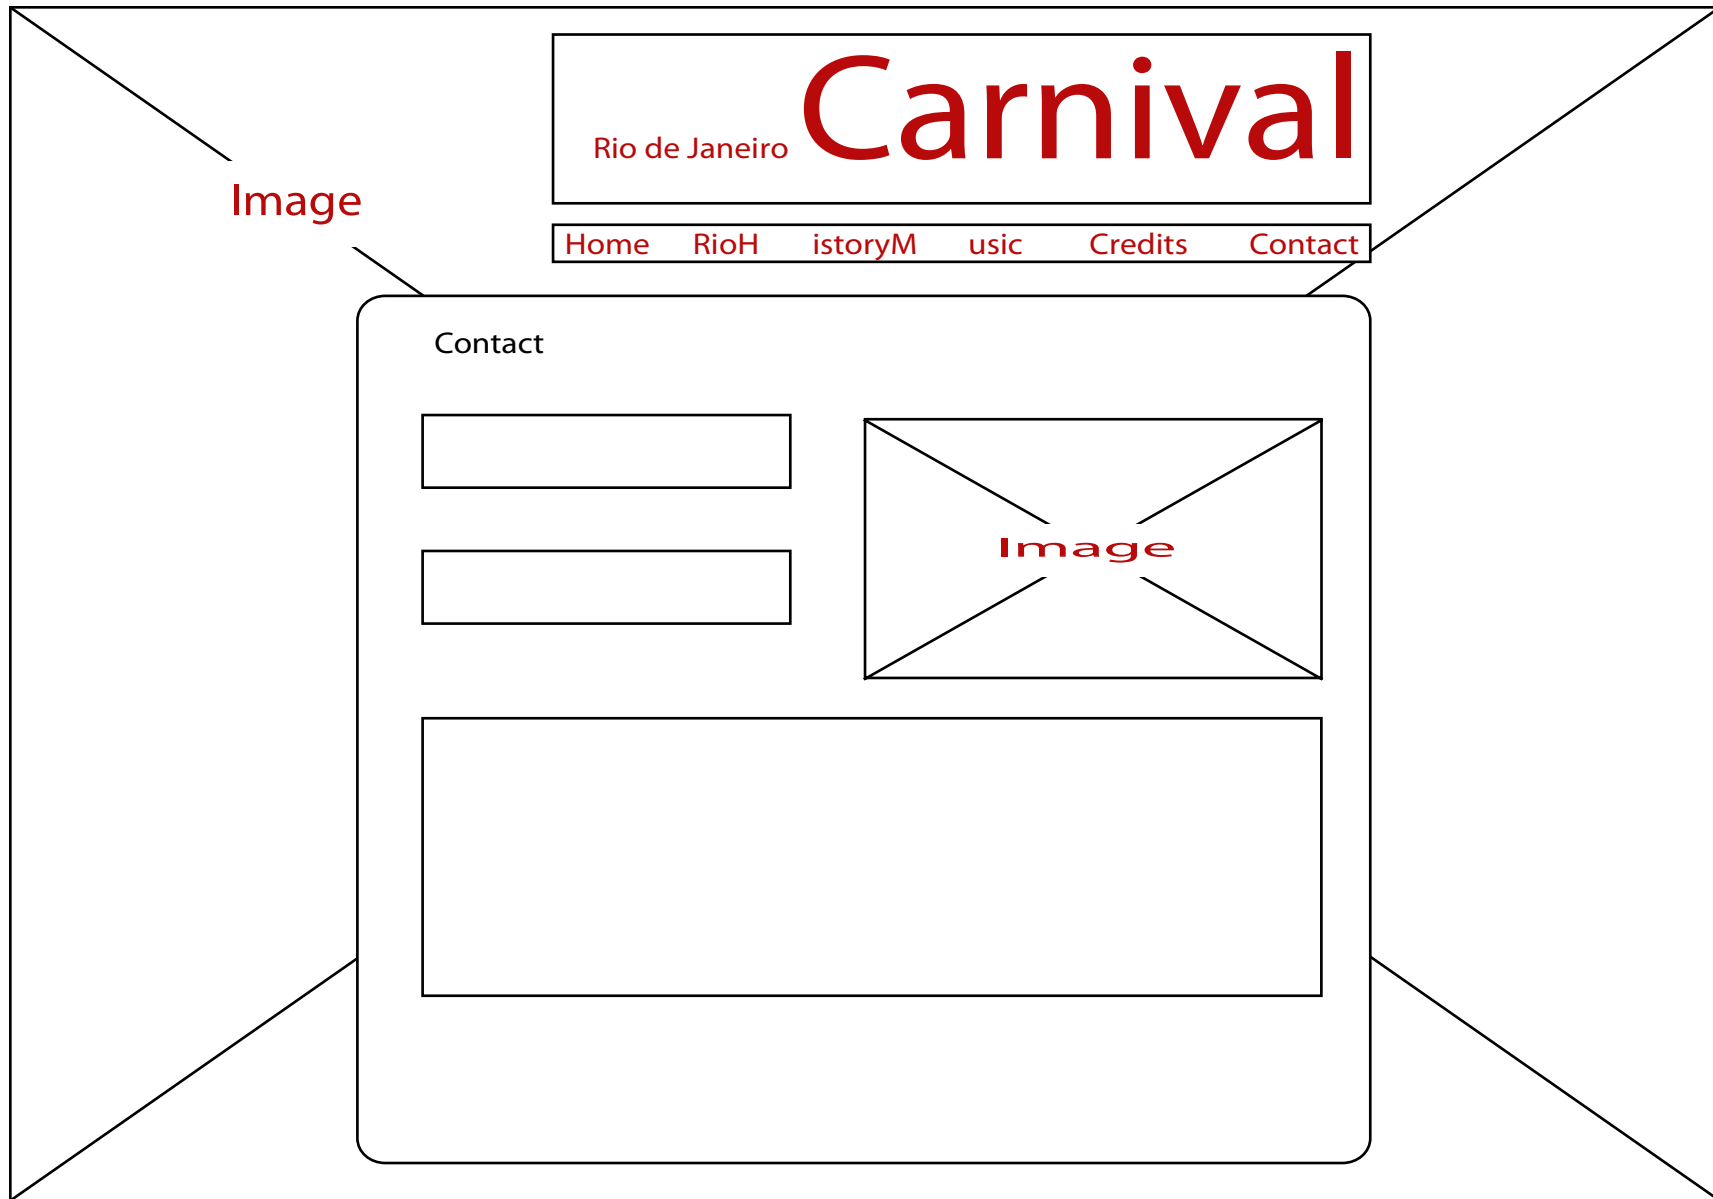 Rio de Janeiro Carnival
Image
Home RioH istoryM usic Credits Contact
Contact
Image